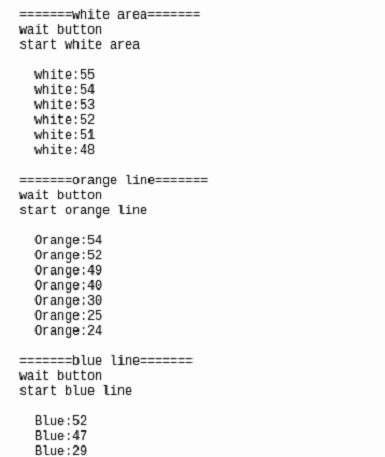 =======white area=======
wait button
start white area
white:55
white:54
white:53
white:52
white:51
white:48
=======orange line=======
wait button
start orange line
Orange:54
Orange:52
Orange:49
Orange:40
Orange:30
Orange:25
Orange:24
=======blue line=======
wait button
start blue line
Blue:52
Blue:47
Blue:29